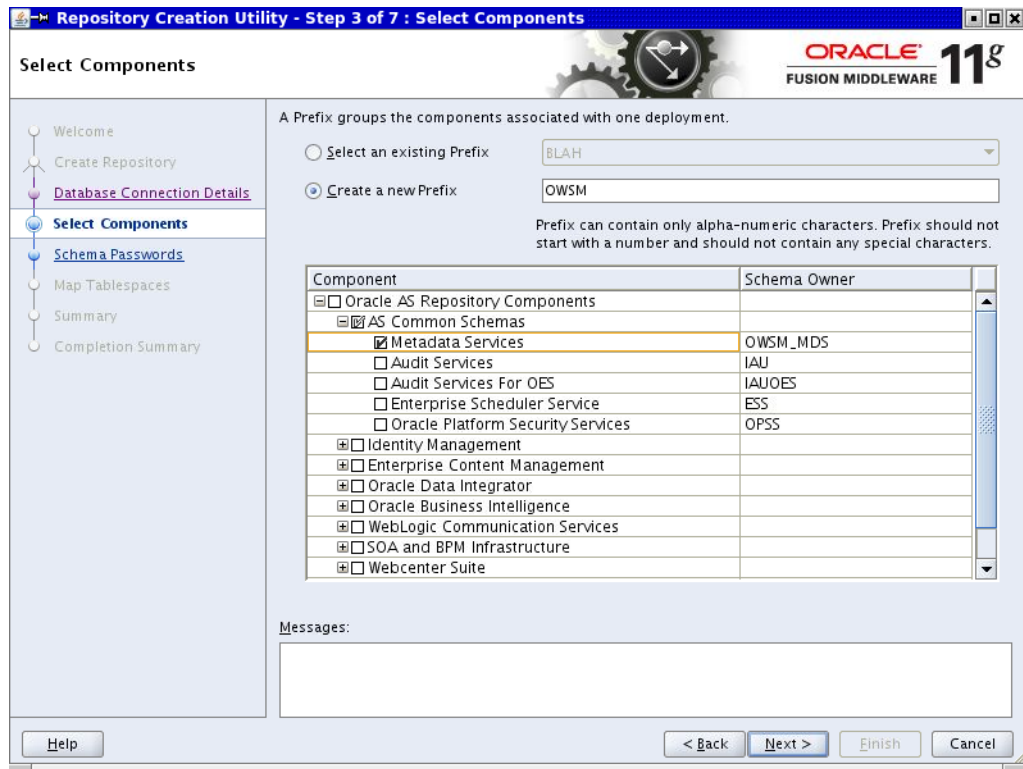 Repository Creation Utility - Step 3 of 7 : Select Components
Select Components
ORACLE
FUSION MIDDLEWARE
11g
Welcome
Create Repository
Database Connection Details
Select Components
Schema Passwords
Map Tablespaces
Summary
Completion Summary
A Prefix groups the components associated with one deployment.
Select an existing Prefix
BLAH
Create a new Prefix
OWSM
Prefix can contain only alpha-numeric characters. Prefix should not
start with a number and should not contain any special characters.
Component Schema Owner
Oracle AS Repository Components
AS Common Schemas
Metadata Services OWSM_MDS
Audit Services IAU
Audit Services For OES IAUOES
Enterprise Scheduler Service ESS
Oracle Platform Security Services OPSS
Identity Management
Enterprise Content Management
Oracle Data Integrator
Oracle Business Intelligence
WebLogic Communication Services
SOA and BPM Infrastructure
Webcenter Suite
Messages:
Help
< Back
Next >
Finish
Cancel